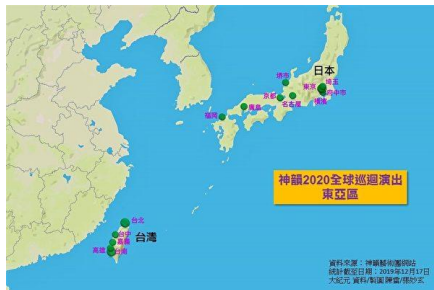 日本
堺市
東京
埼玉
府中市
京都
名古屋
橫濱
廣島
福岡
神韻2020全球巡迴演出
東亞區
台北
台中
台灣
嘉義
高雄
台南
資料來源：神韻藝術團網站
統計截至日期：2019年12月17日
大紀元 資料/製圖